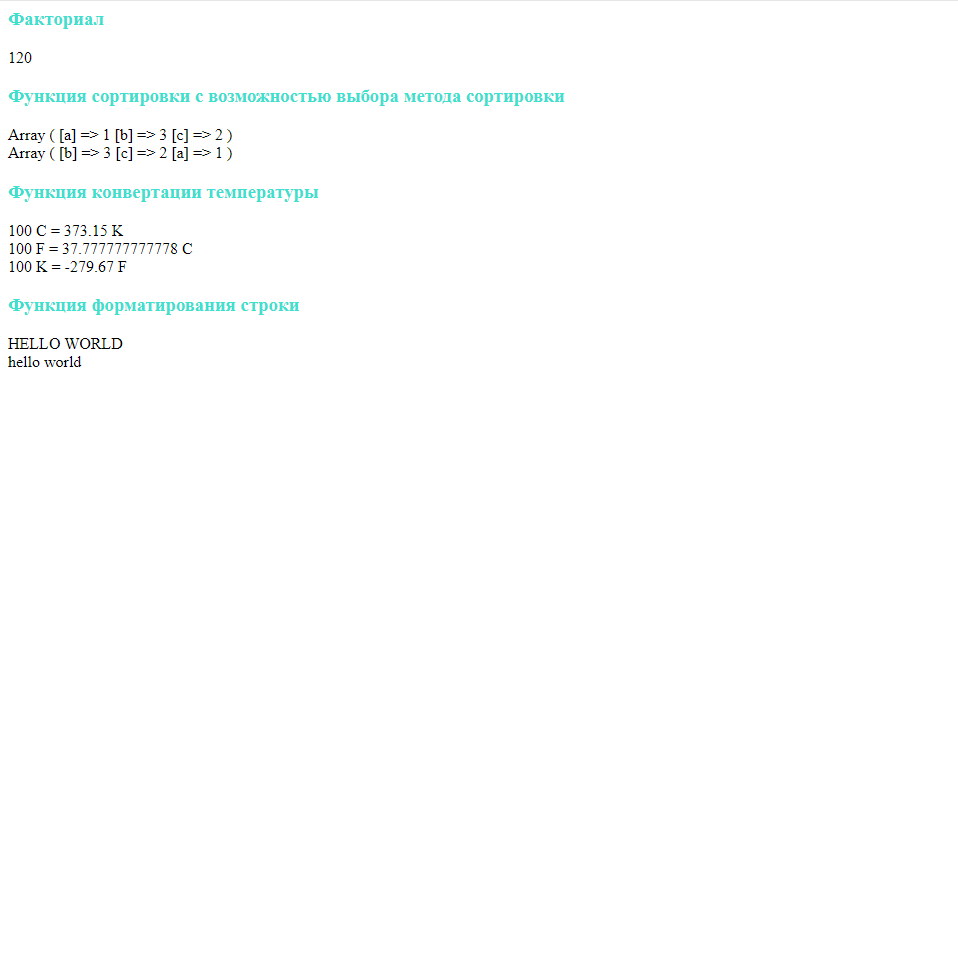 Факториал
120
Функция сортировки с возможностью выбора метода сортировки
Array ( [a] => 1 [b] => 3 [c] => 2 )
Array ( [b] => 3 [c] => 2 [a] => 1 )
Функция конвертации температуры
100 C = 373.15 K
100 F = 37.777777777778 C
100 K = -279.67 F
Функция форматирования строки
HELLO WORLD
hello world